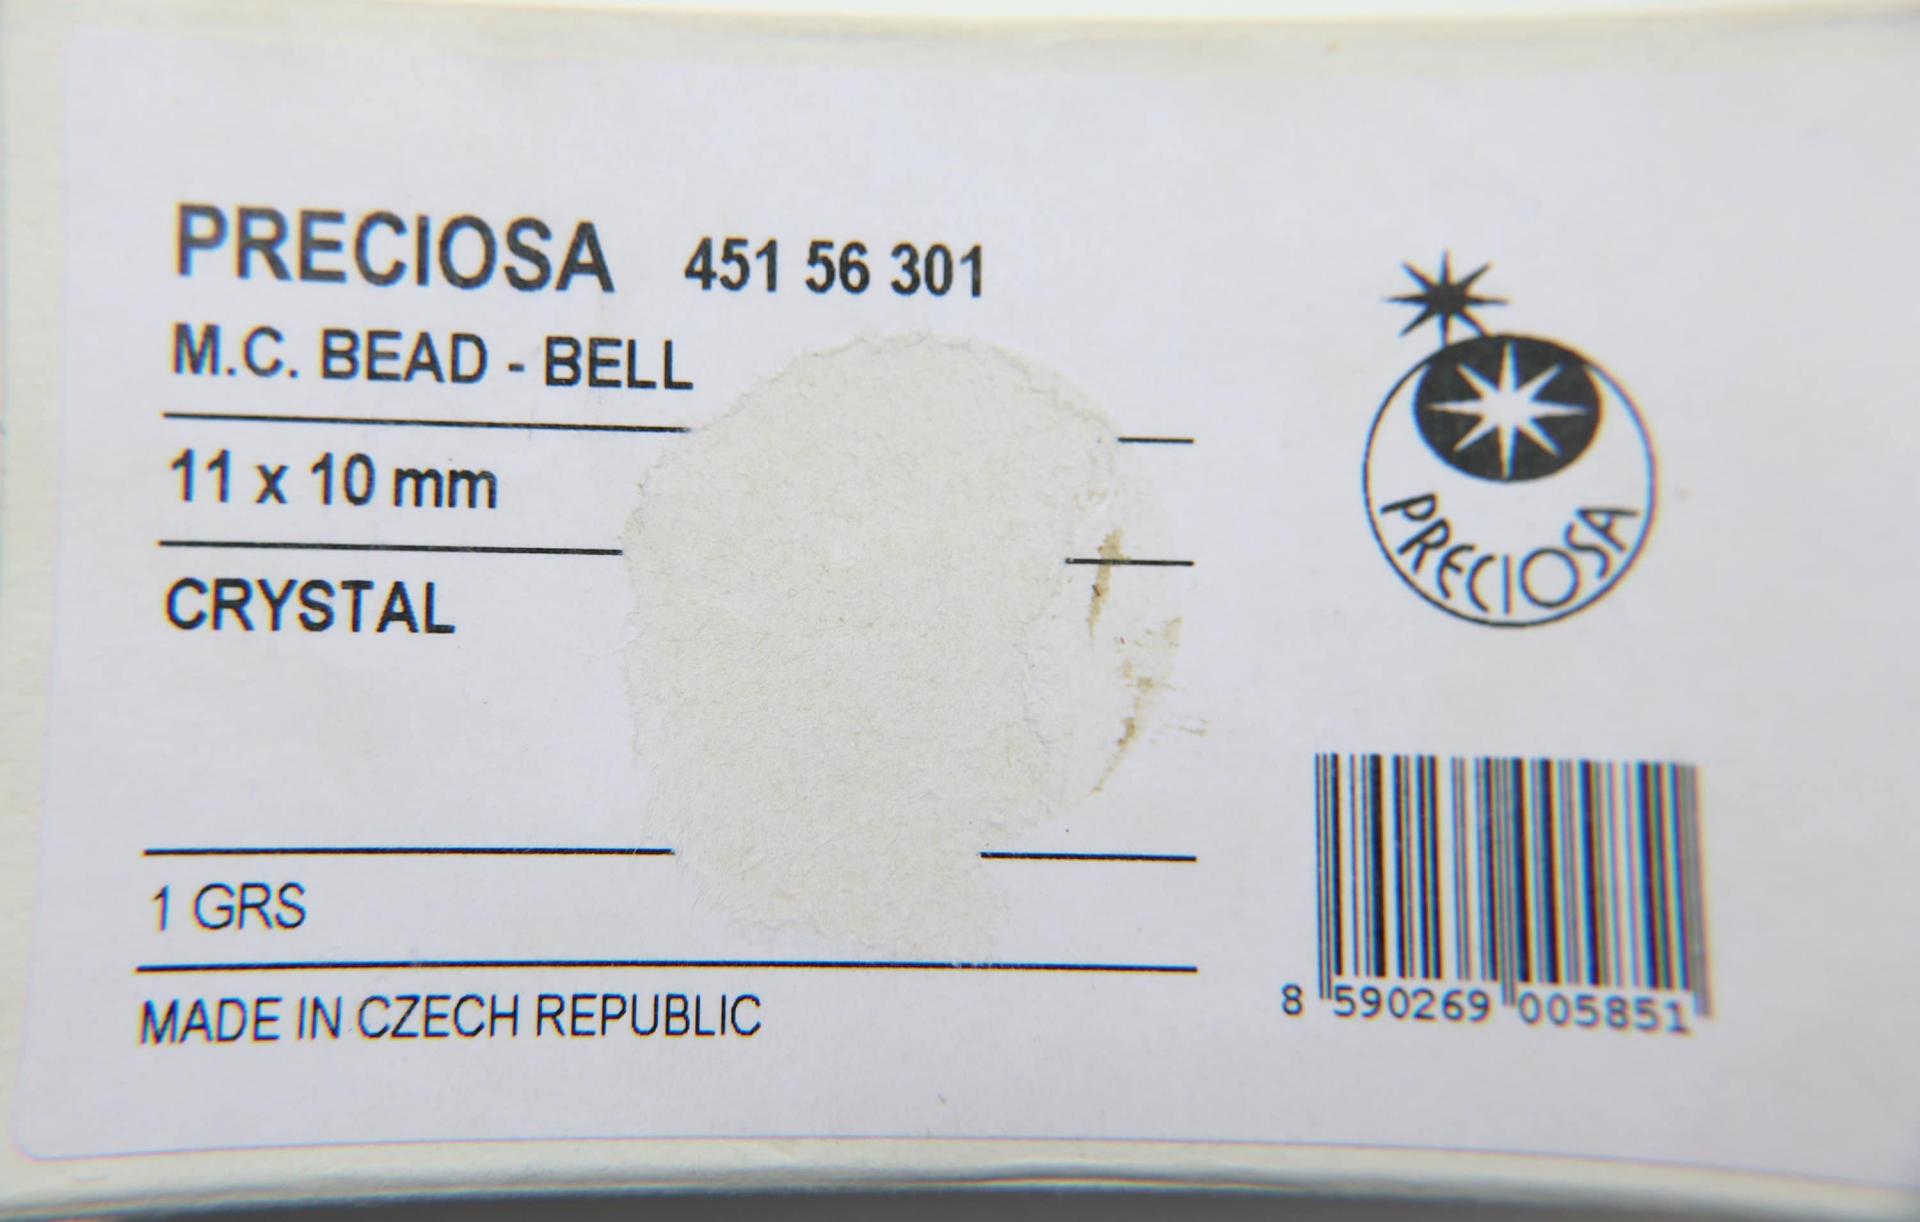 PRECIOSA 451 56 301
M.C. BEAD - BELL
11 x 10 mm
CRYSTAL
1 GRS
MADE IN CZECH REPUBLIC
PRECIOSA
8 590269 005851